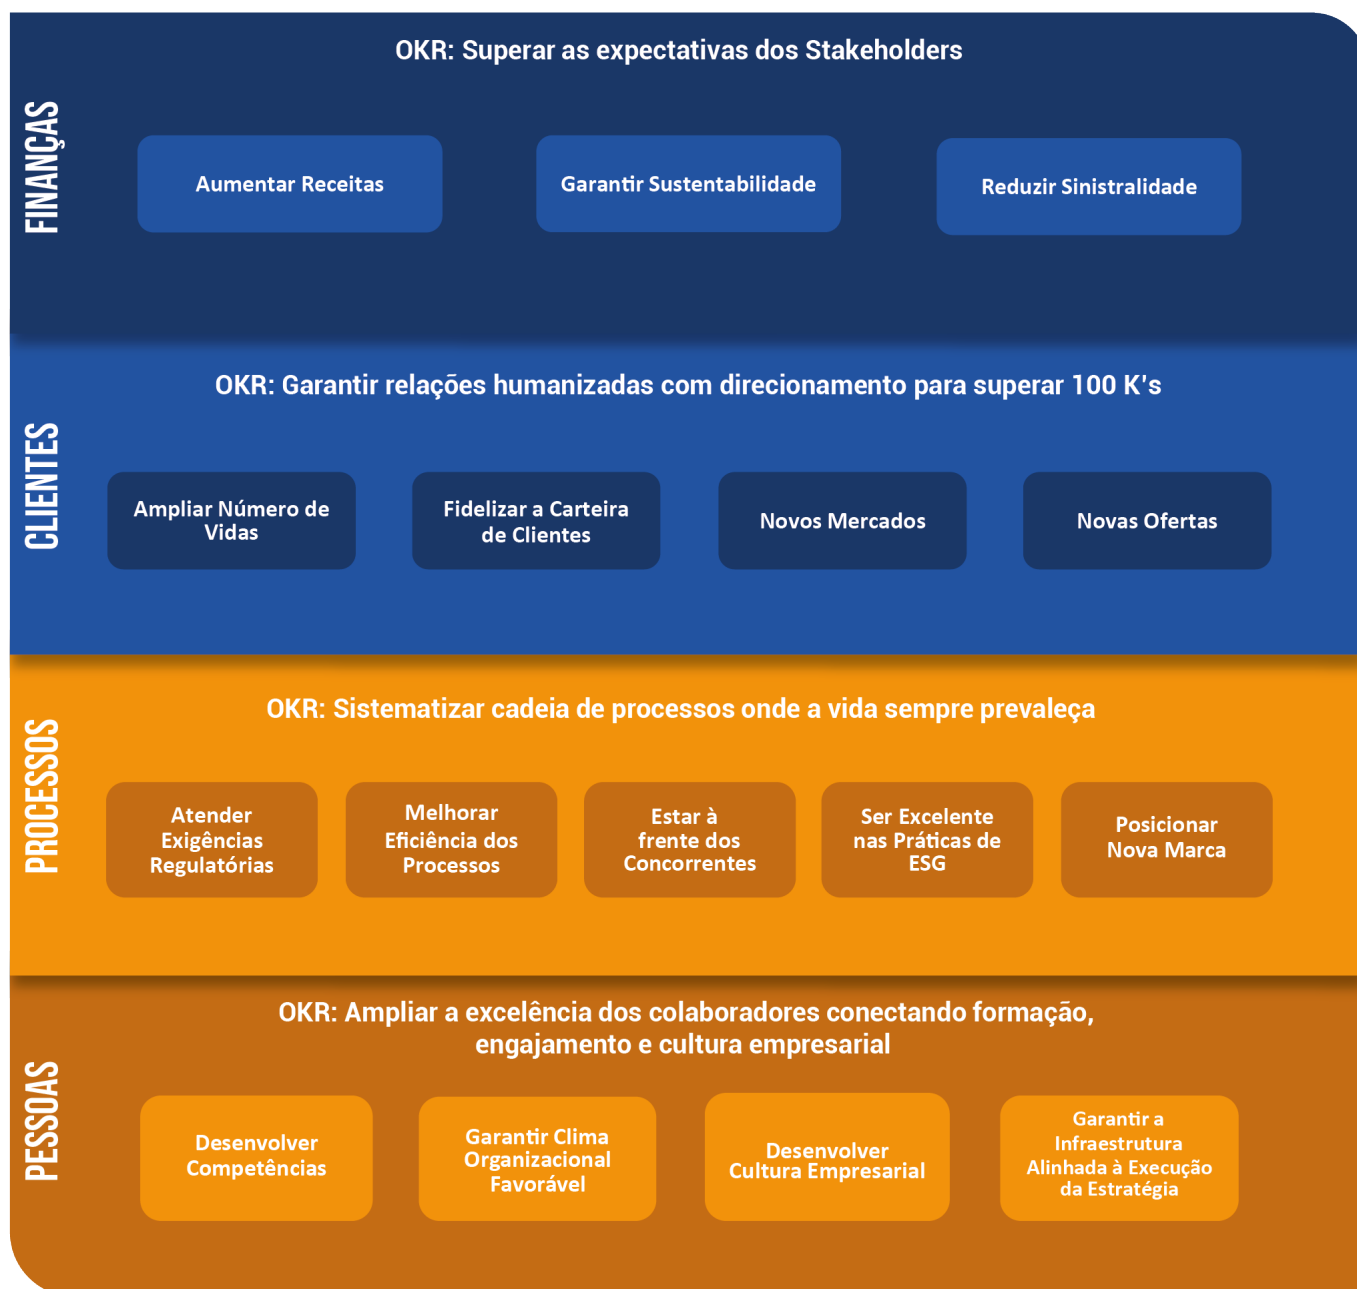 FINANÇAS
OKR: Superar as expectativas dos Stakeholders
Aumentar Receitas
Garantir Sustentabilidade
Reduzir Sinistralidade
CLIENTES
OKR: Garantir relações humanizadas com direcionamento para superar 100 K's
Ampliar Número de
Vidas
Fidelizar a Carteira
de Clientes
Novos Mercados
Novas Ofertas
PROCESSOS
OKR: Sistematizar cadeia de processos onde a vida sempre prevaleça
Atender
Exigências
Regulatórias
Melhorar
Eficiência dos
Processos
Estar à
frente dos
Concorrentes
Ser Excelente
nas Práticas de
ESG
Posicionar
Nova Marca
PESSOAS
OKR: Ampliar a excelência dos colaboradores conectando formação,
engajamento e cultura empresarial
Desenvolver
Competências
Garantir Clima
Organizacional
Favorável
Desenvolver
Cultura Empresarial
Garantir a
Infraestrutura
Alinhada à Execução
da Estratégia